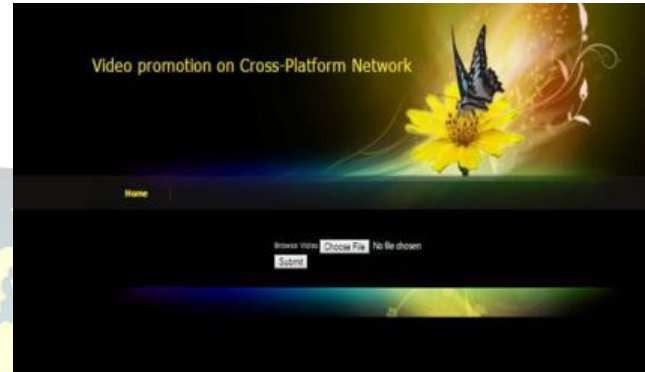 Video promotion on Cross-Platform Network
Home
Browse Video Choose File No file chosen
Submit